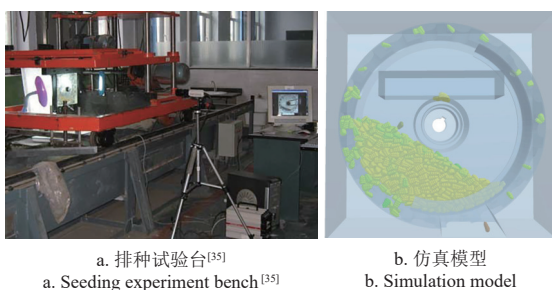 a. 排种试验台[35]
a. Seeding experiment bench [35]
b. 仿真模型
b. Simulation model